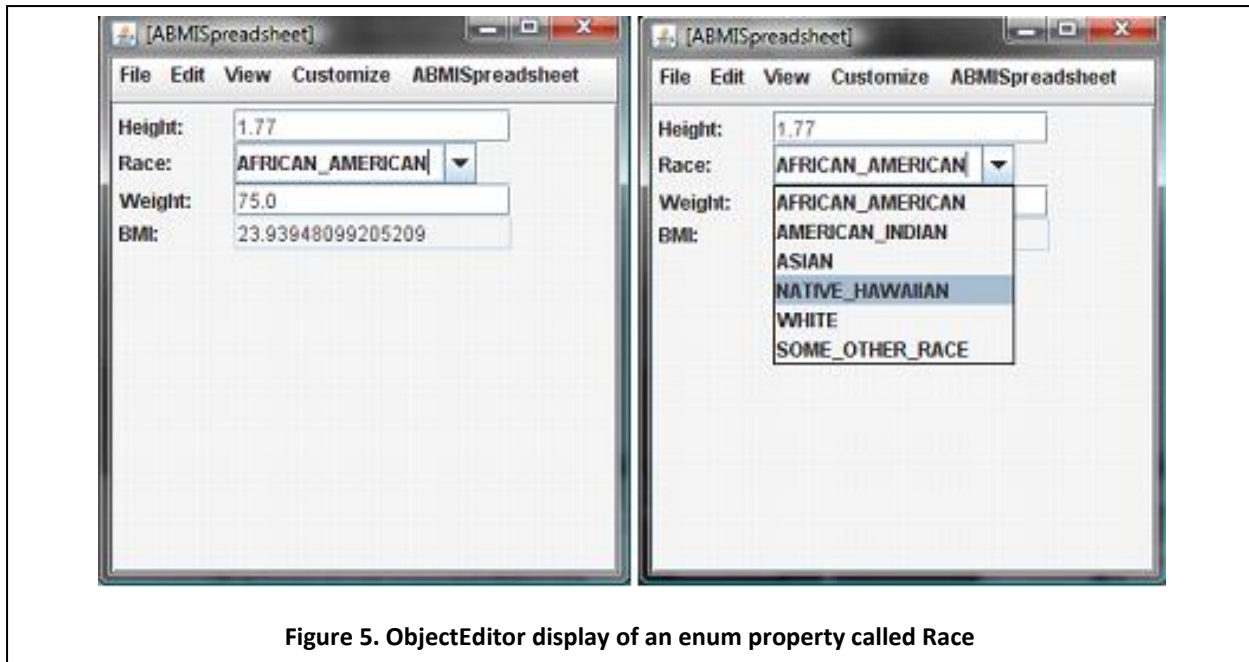 [ABMISpreadsheet]
File Edit View Customize ABMISpreadsheet
Height: 1.77
Race: AFRICAN_AMERICAN
Weight: 75.0
BMI: 23.93948099205209
[ABMISpreadsheet]
File Edit View Customize ABMISpreadsheet
Height: 1.77
Race: AFRICAN_AMERICAN
Weight: AFRICAN_AMERICAN
BMI: AMERICAN_INDIAN
ASIAN
NATIVE_HAWAIIAN
WHITE
SOME_OTHER_RACE
Figure 5. ObjectEditor display of an enum property called Race